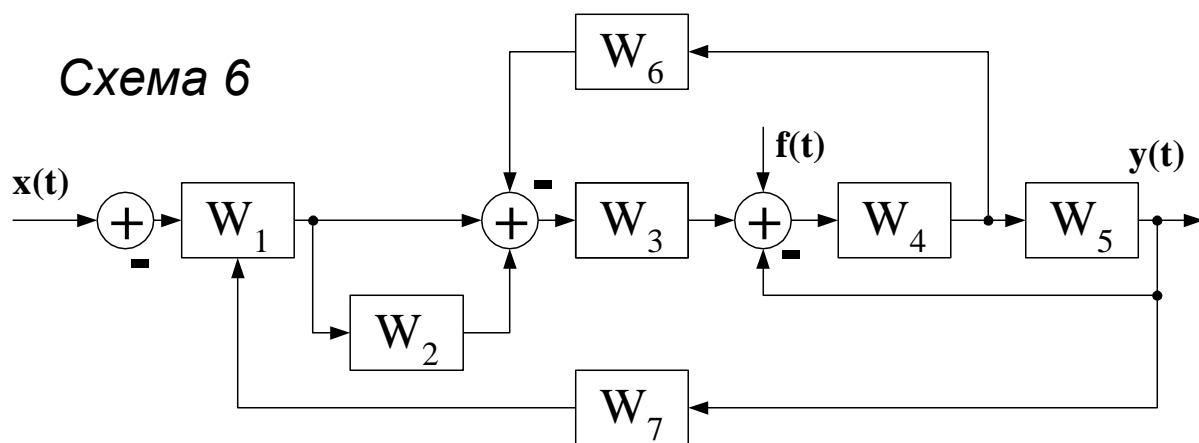 W₆
Схема 6
f(t)
y(t)
x(t)
-
+
W₁
+
W₃
+
W₄
W₅
-
-
W₂
W₇